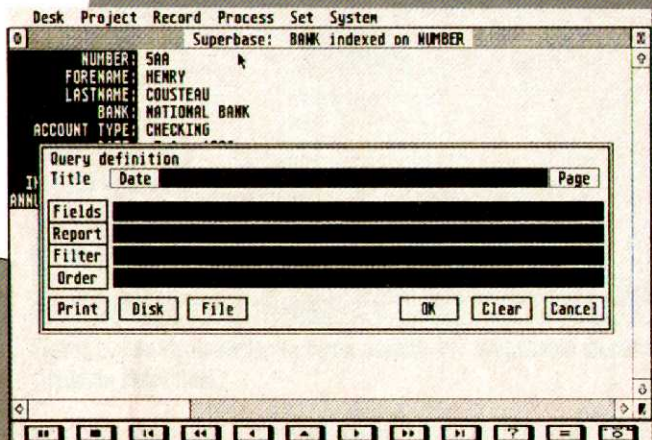 Desk Project Record Process Set System
Superbase: BANK indexed on NUMBER
NUMBER: 5AA
FORENAME: HENRY
LASTNAME: COUSTEAU
BANK: NATIONAL BANK
ACCOUNT TYPE: CHECKING
Query definition
Title Date Page
Fields
Report
Filter
Order
Print Disk File OK Clear Cancel